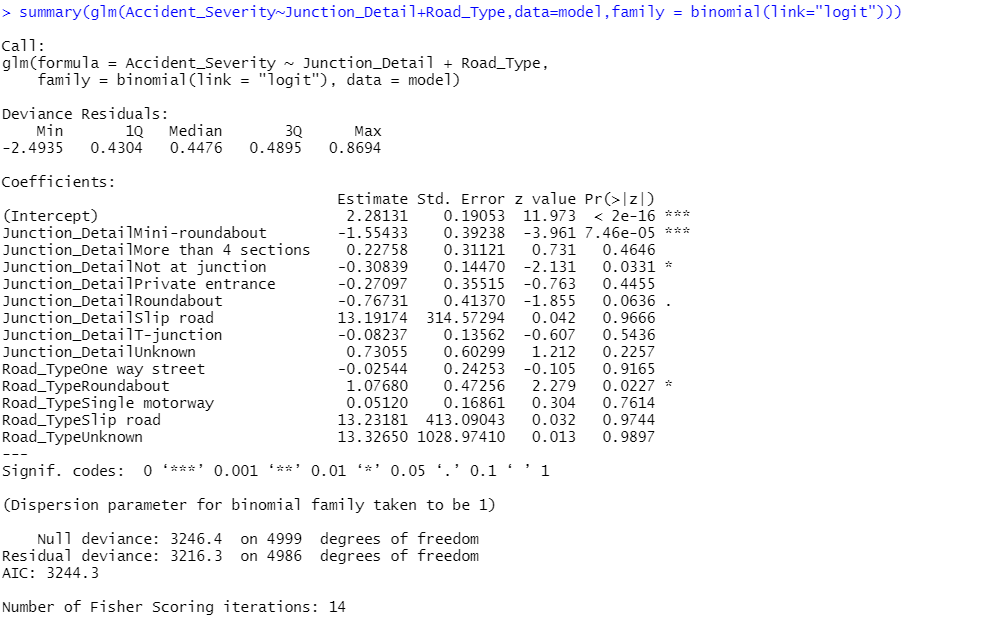 > summary(glm(Accident_Severity~Junction_Detail+Road_Type,data=model,family = binomial(link="logit")))
Call:
glm(formula = Accident_Severity ~ Junction_Detail + Road_Type,
    family = binomial(link = "logit"), data = model)
Deviance Residuals:
    Min      1Q   Median      3Q     Max
-2.4935   0.4304   0.4476   0.4895   0.8694
Coefficients:
                                       Estimate Std. Error z value Pr(>|z|)
(Intercept)                             2.28131    0.19053  11.973  < 2e-16 ***
Junction_DetailMini-roundabout         -1.55433    0.39238  -3.961 7.46e-05 ***
Junction_DetailMore than 4 sections     0.22758    0.31121   0.731   0.4646
Junction_DetailNot at junction         -0.30839    0.14470  -2.131   0.0331 *
Junction_DetailPrivate entrance        -0.27097    0.35515  -0.763   0.4455
Junction_DetailRoundabout              -0.76731    0.41370  -1.855   0.0636 .
Junction_DetailSlip road               13.19174  314.57294   0.042   0.9666
Junction_DetailT-junction              -0.08237    0.13562  -0.607   0.5436
Junction_DetailUnknown                  0.73055    0.60299   1.212   0.2257
Road_TypeOne way street                -0.02544    0.24253  -0.105   0.9165
Road_TypeRoundabout                     1.07680    0.47256   2.279   0.0227 *
Road_TypeSingle motorway                0.05120    0.16861   0.304   0.7614
Road_TypeSlip road                     13.23181  413.09043   0.032   0.9744
Road_TypeUnknown                       13.32650 1028.97410   0.013   0.9897
---
Signif. codes:  0 ‘***’ 0.001 ‘**’ 0.01 ‘*’ 0.05 ‘.’ 0.1 ‘ ’ 1
(Dispersion parameter for binomial family taken to be 1)
    Null deviance: 3246.4  on 4999  degrees of freedom
Residual deviance: 3216.3  on 4986  degrees of freedom
AIC: 3244.3
Number of Fisher Scoring iterations: 14